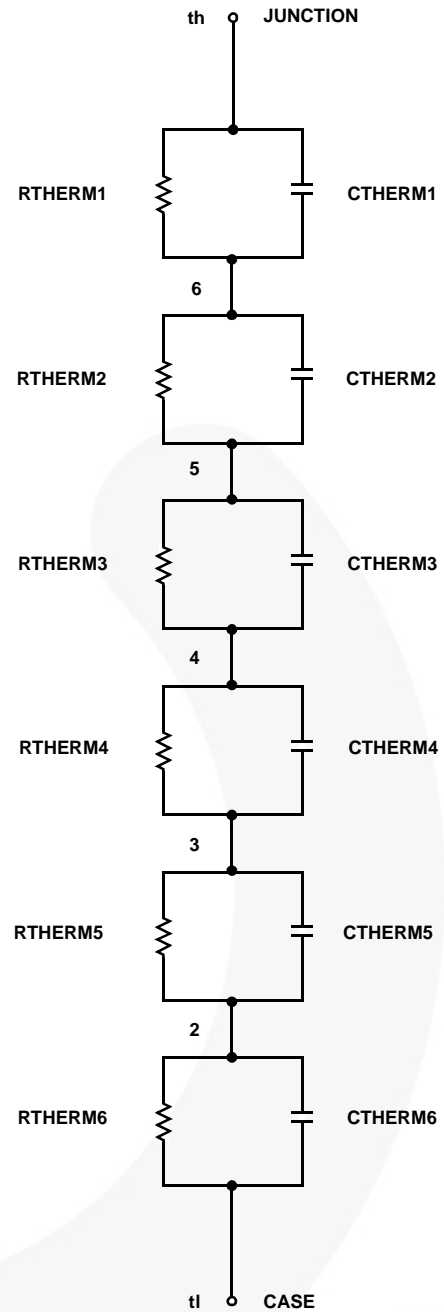 th JUNCTION
RTHERM1 CTHERM1
6
RTHERM2 CTHERM2
5
RTHERM3 CTHERM3
4
RTHERM4 CTHERM4
3
RTHERM5 CTHERM5
2
RTHERM6 CTHERM6
tl CASE